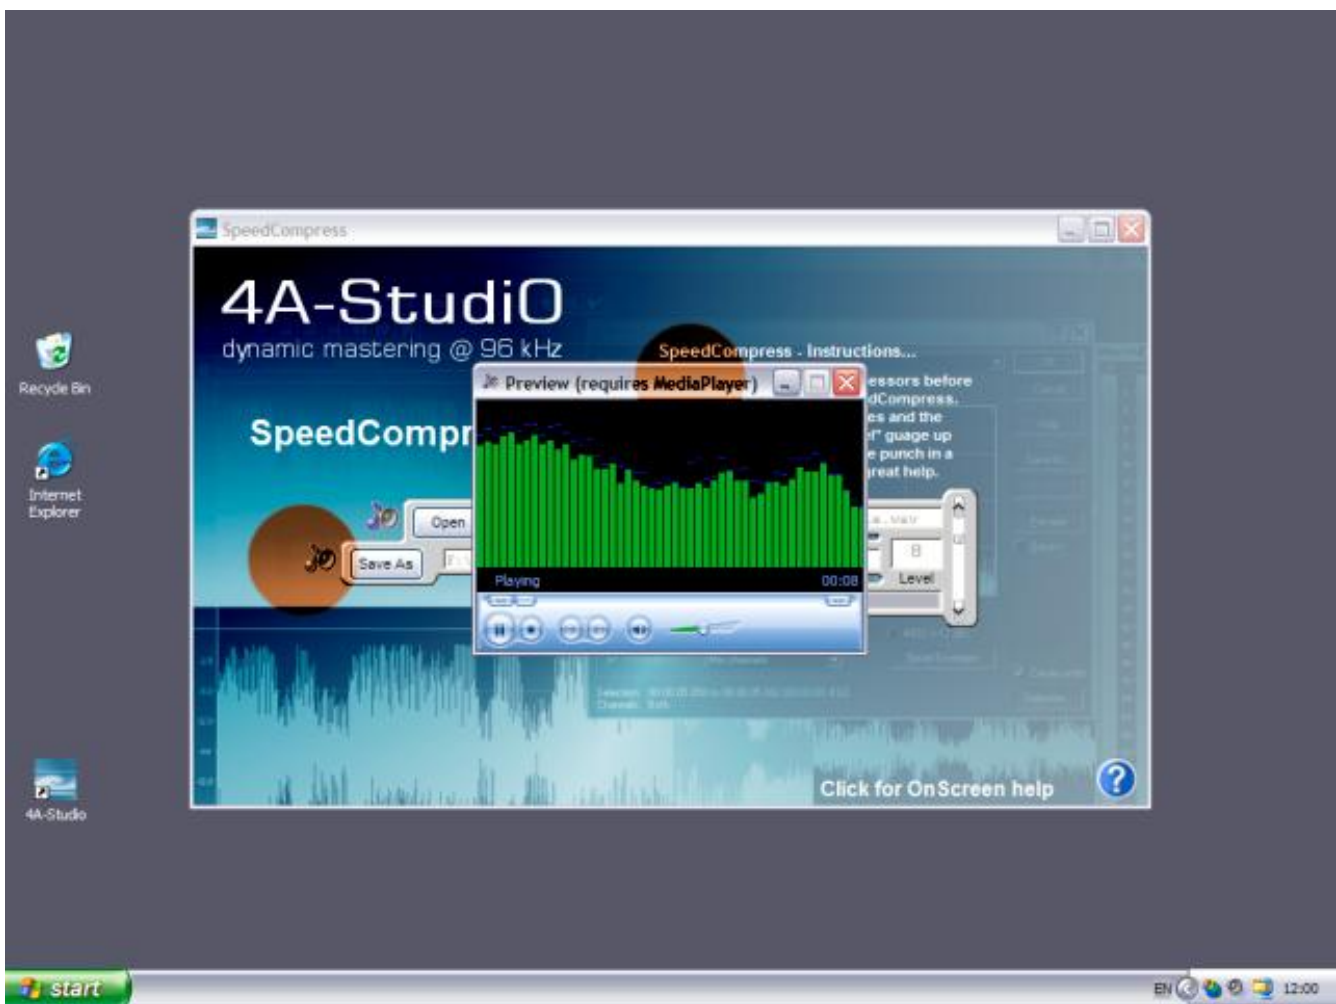 SpeedCompress
4A-StudiO
dynamic mastering @ 96 kHz
SpeedCompress - Instructions...
Preview (requires MediaPlayer)
essors before
dCompress.
es and the
guage up
e punch in a
great help.
SpeedCompr
Open
Save As
8
Level
Playing
00:08
Click for OnScreen help
?
Recycle Bin
Internet
Explorer
4A-Studio
start
EN
12:00